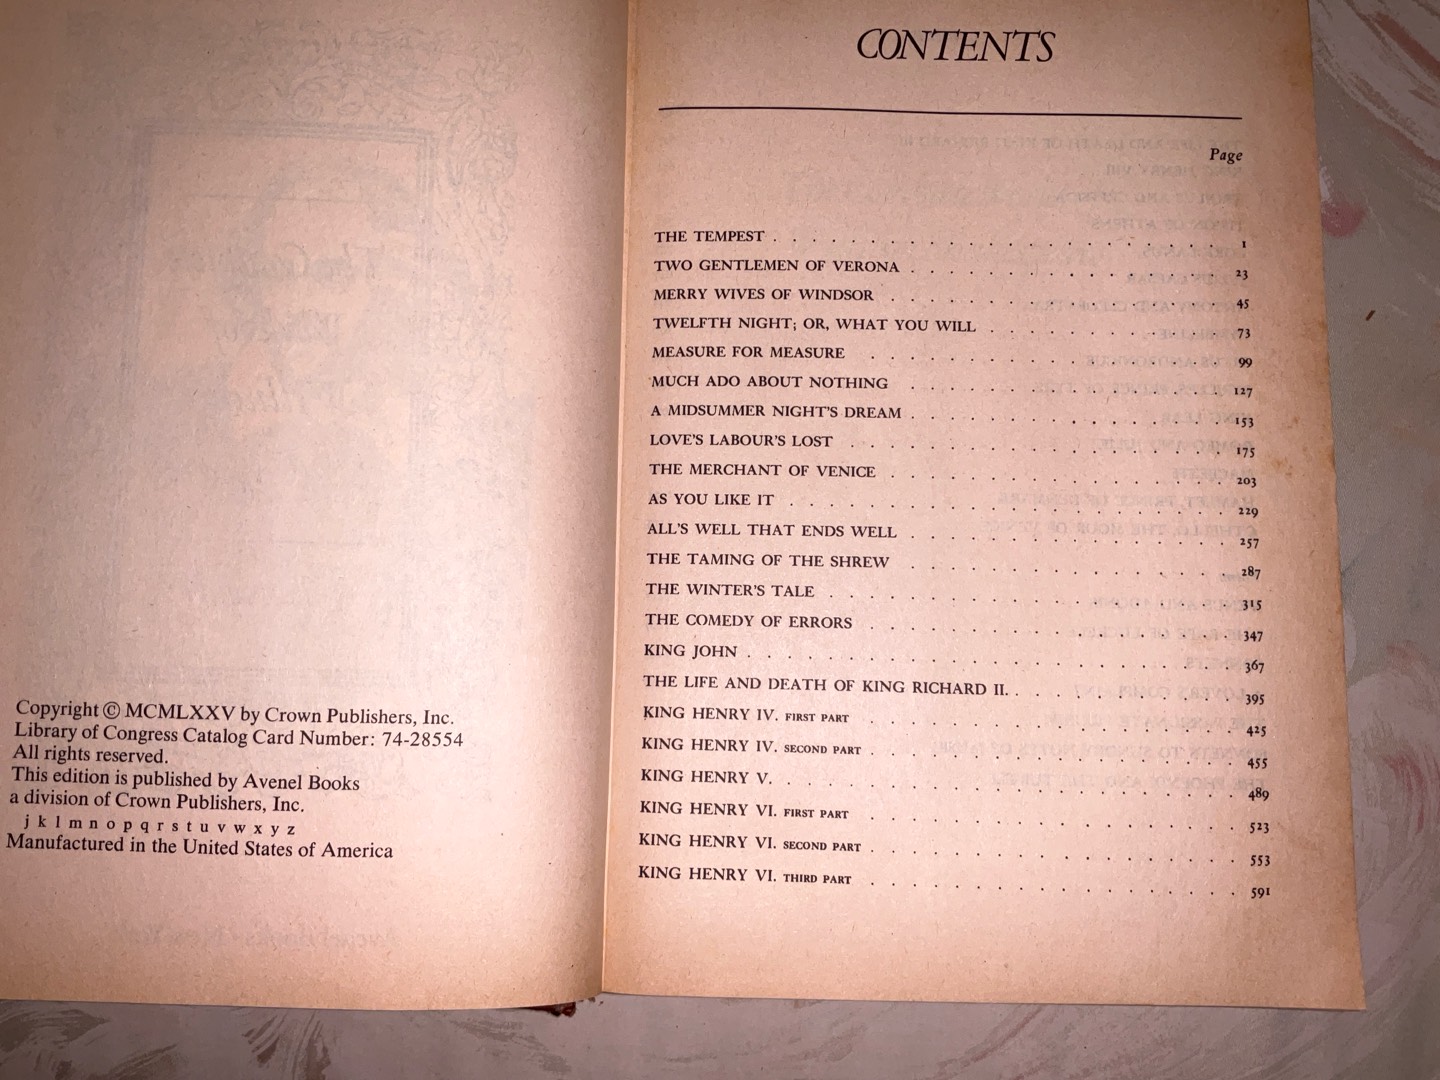 Copyright © MCMLXXV by Crown Publishers, Inc.
Library of Congress Catalog Card Number: 74-28554
All rights reserved.
This edition is published by Avenel Books
a division of Crown Publishers, Inc.
j k l m n o p q r s t u v w x y z
Manufactured in the United States of America
CONTENTS
Page
THE TEMPEST . . . . . . . . . . . . . . . . . . 1
TWO GENTLEMEN OF VERONA . . . . . . . . . . . . . 23
MERRY WIVES OF WINDSOR . . . . . . . . . . . . . . 45
TWELFTH NIGHT; OR, WHAT YOU WILL . . . . . . . . . . 73
MEASURE FOR MEASURE . . . . . . . . . . . . . . . 99
MUCH ADO ABOUT NOTHING . . . . . . . . . . . . . 127
A MIDSUMMER NIGHT'S DREAM . . . . . . . . . . . . . 153
LOVE'S LABOUR'S LOST . . . . . . . . . . . . . . . 175
THE MERCHANT OF VENICE . . . . . . . . . . . . . . 203
AS YOU LIKE IT . . . . . . . . . . . . . . . . . . 229
ALL'S WELL THAT ENDS WELL . . . . . . . . . . . . . 257
THE TAMING OF THE SHREW . . . . . . . . . . . . . 287
THE WINTER'S TALE . . . . . . . . . . . . . . . . 315
THE COMEDY OF ERRORS . . . . . . . . . . . . . . . 347
KING JOHN . . . . . . . . . . . . . . . . . . . 367
THE LIFE AND DEATH OF KING RICHARD II. . . . . . . . . . 395
KING HENRY IV. FIRST PART . . . . . . . . . . . . . . 425
KING HENRY IV. SECOND PART . . . . . . . . . . . . . . 455
KING HENRY V. . . . . . . . . . . . . . . . . . . 489
KING HENRY VI. FIRST PART . . . . . . . . . . . . . . 523
KING HENRY VI. SECOND PART . . . . . . . . . . . . . . 553
KING HENRY VI. THIRD PART . . . . . . . . . . . . . . 591